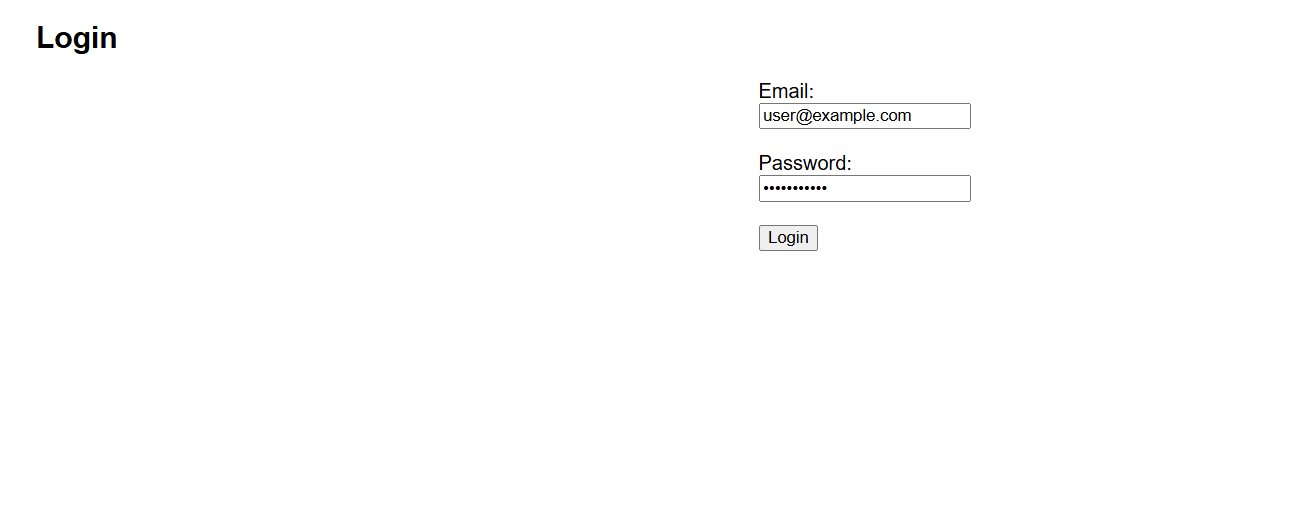 Login
Email:
user@example.com
Password:
•••••••••••
Login